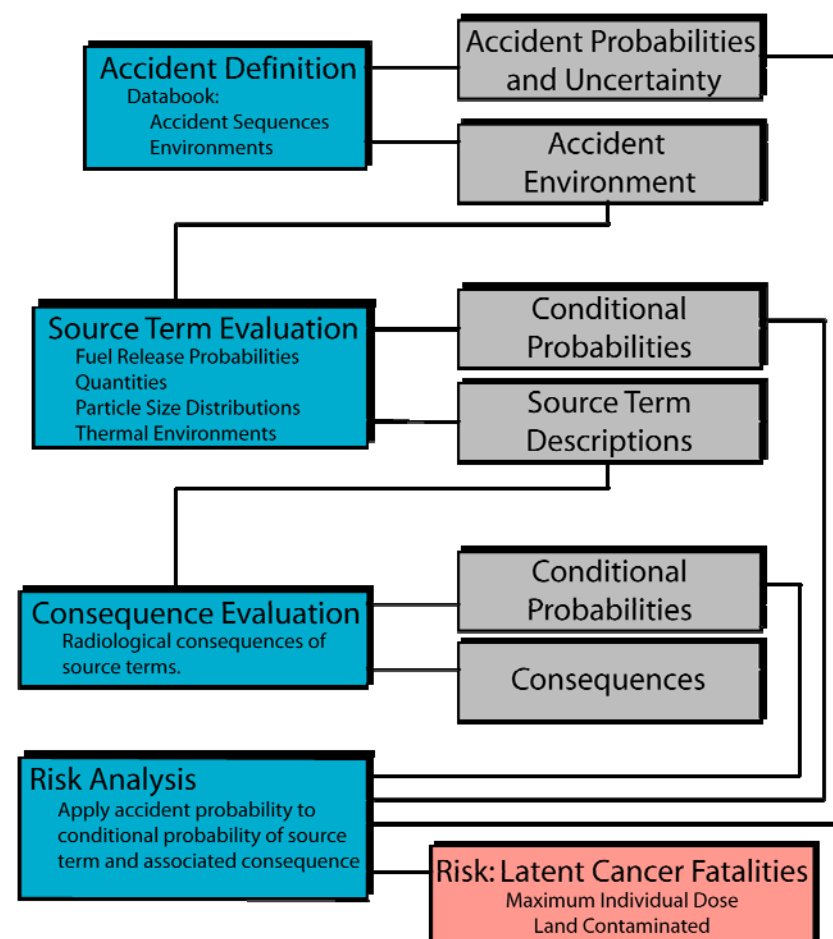 Accident Definition
Databook:
Accident Sequences
Environments
Accident Probabilities
and Uncertainty
Accident
Environment
Source Term Evaluation
Fuel Release Probabilities
Quantities
Particle Size Distributions
Thermal Environments
Conditional
Probabilities
Source Term
Descriptions
Consequence Evaluation
Radiological consequences of
source terms.
Conditional
Probabilities
Consequences
Risk Analysis
Apply accident probability to
conditional probability of source
term and associated consequence
Risk: Latent Cancer Fatalities
Maximum Individual Dose
Land Contaminated